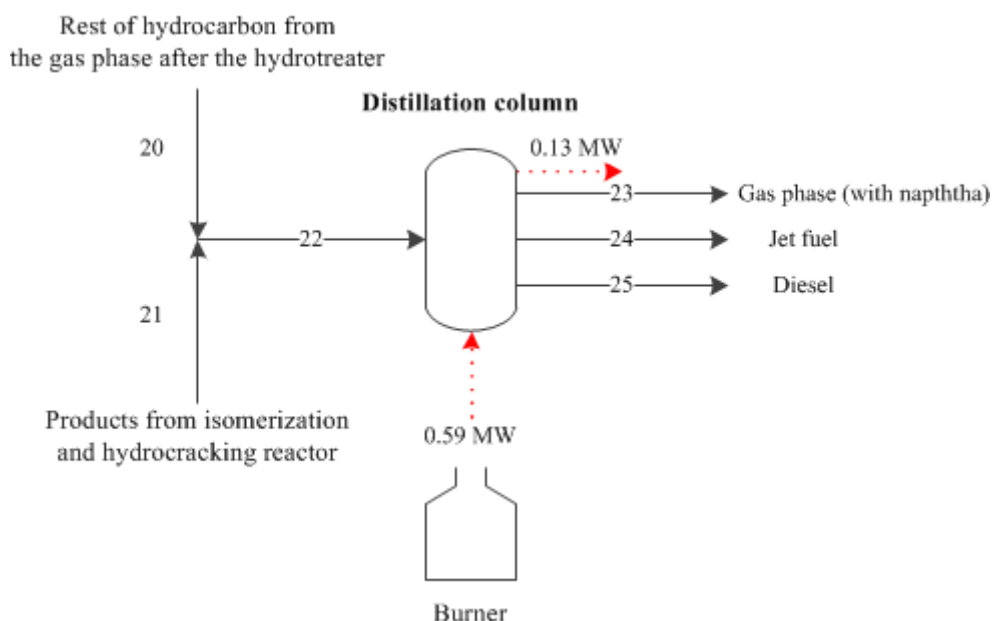 Rest of hydrocarbon from
the gas phase after the hydrotreater
Distillation column
20
0.13 MW
23
Gas phase (with napththa)
22
24
Jet fuel
25
Diesel
21
Products from isomerization
and hydrocracking reactor
0.59 MW
Burner